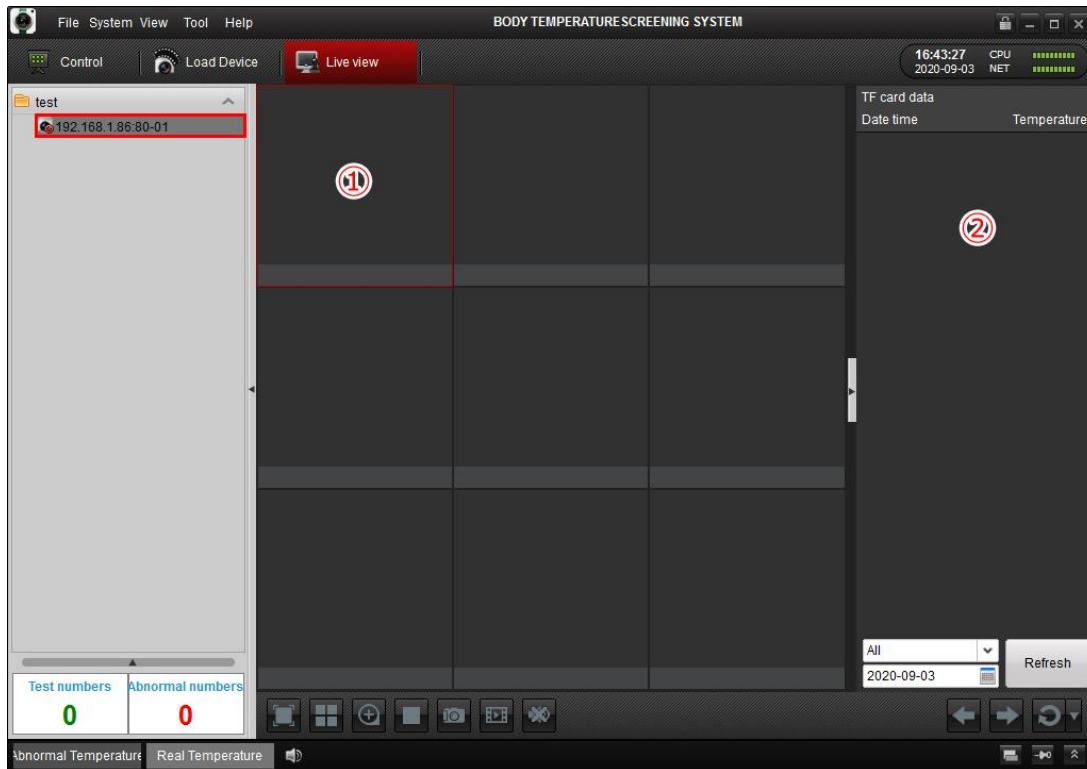 File System View Tool Help
BODY TEMPERATURESCREENING SYSTEM
Control
Load Device
Live view
16:43:27 CPU
2020-09-03 NET
test
192.168.1.86:80-01
①
②
TF card data
Date time Temperature
All
2020-09-03
Refresh
Test numbers Abnormal numbers
0 0
Abnormal Temperature Real Temperature